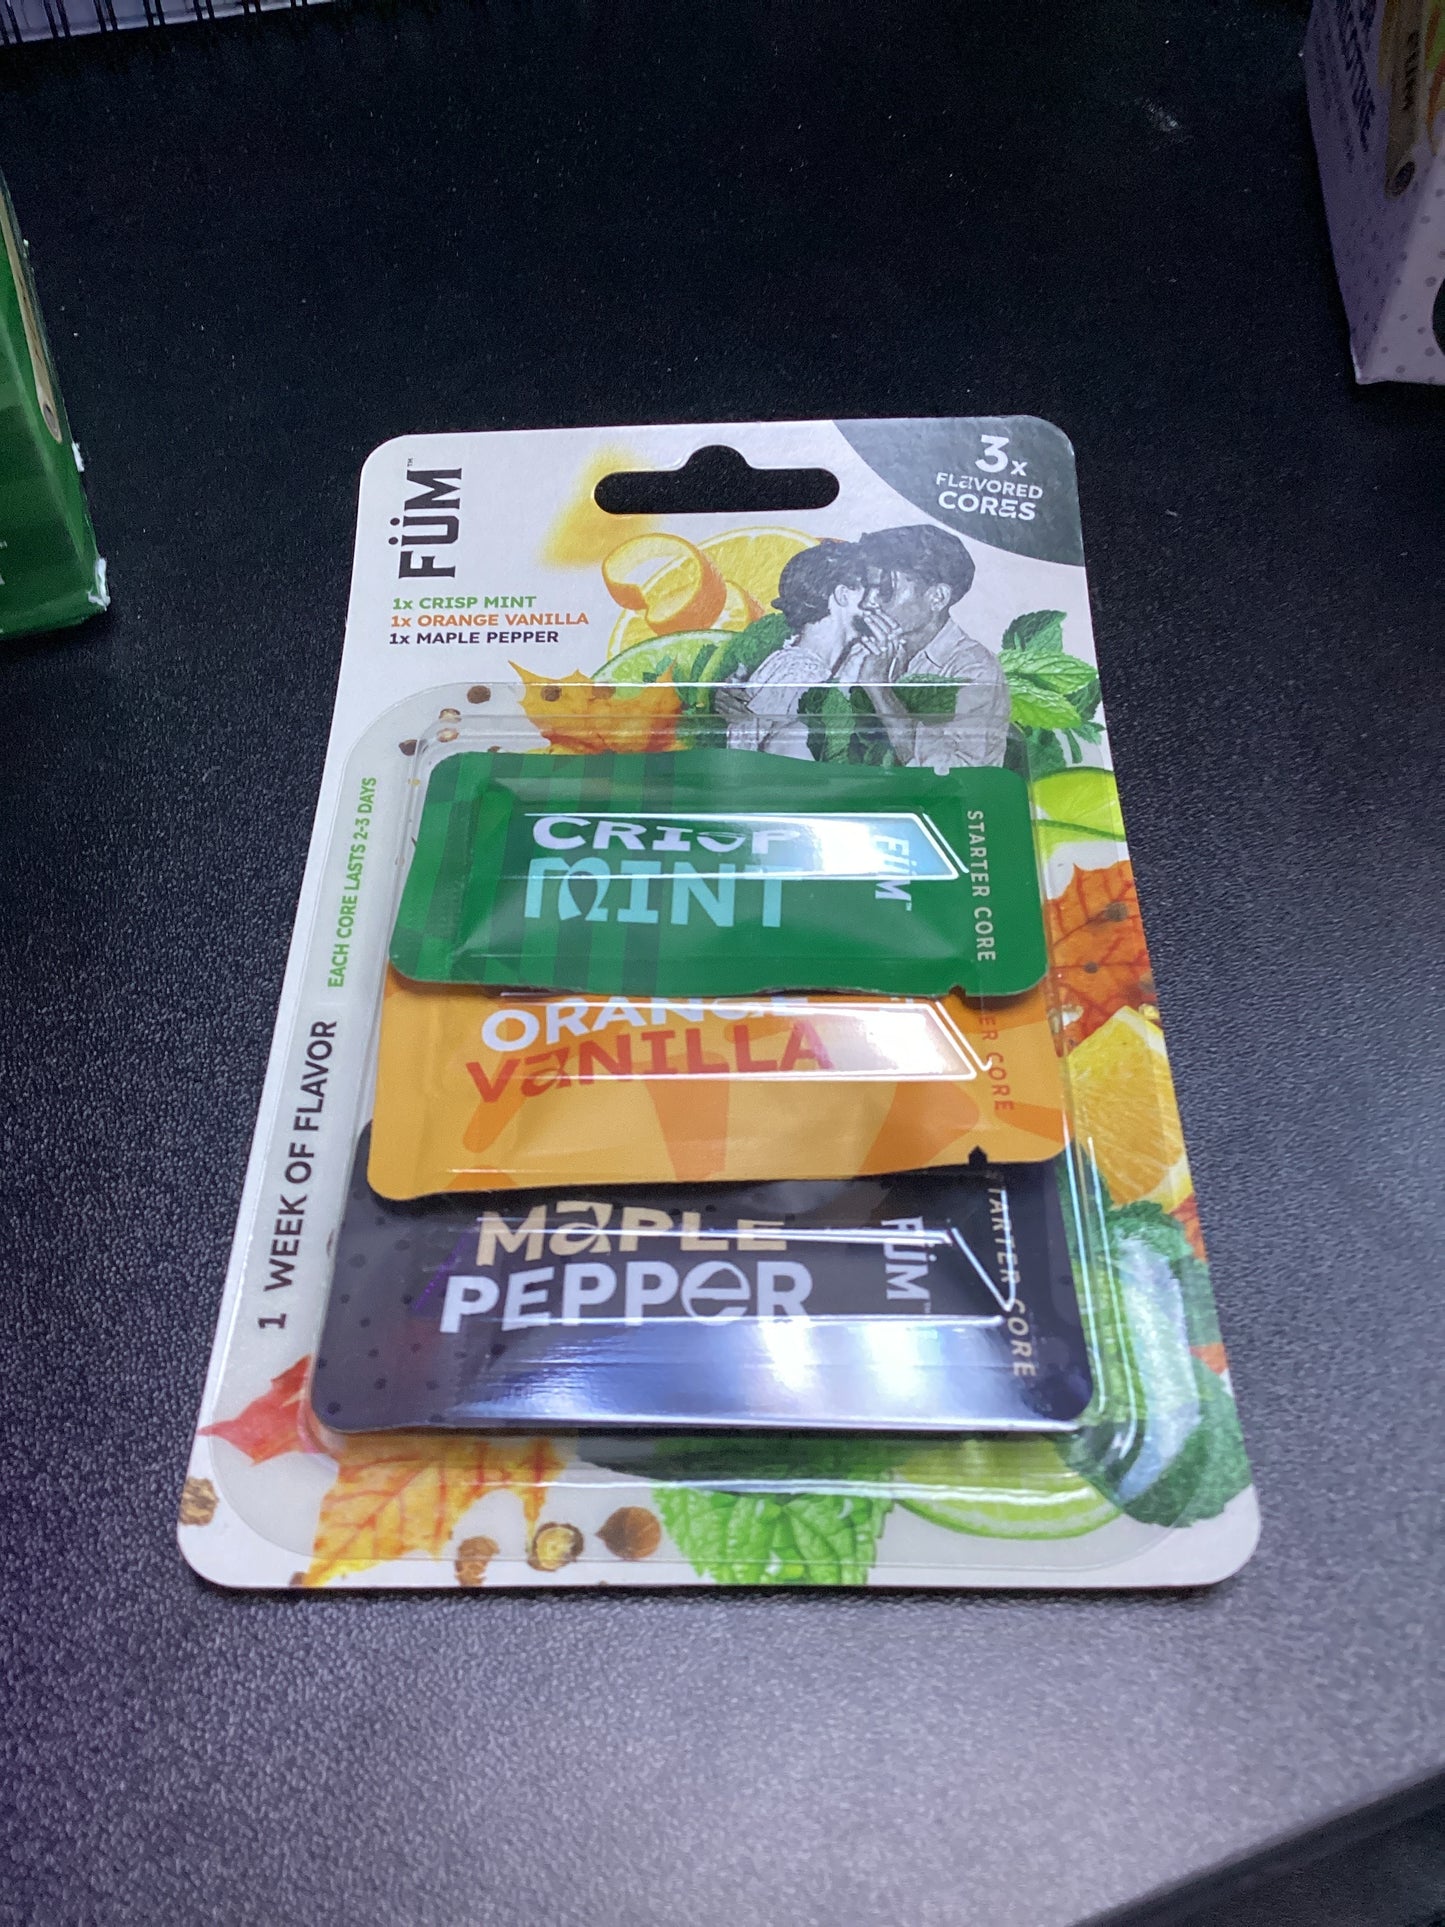 FÜM™
3x
FLAVORED
CORES
1x CRISP MINT
1x ORANGE VANILLA
1x MAPLE PEPPER
EACH CORE LASTS 2-3 DAYS
1 WEEK OF FLAVOR
CRISP
MINT
FÜM™
STARTER CORE
ORANGE
VANILLA
CORE
MAPLE
PEPPER
FÜM™
STARTER CORE